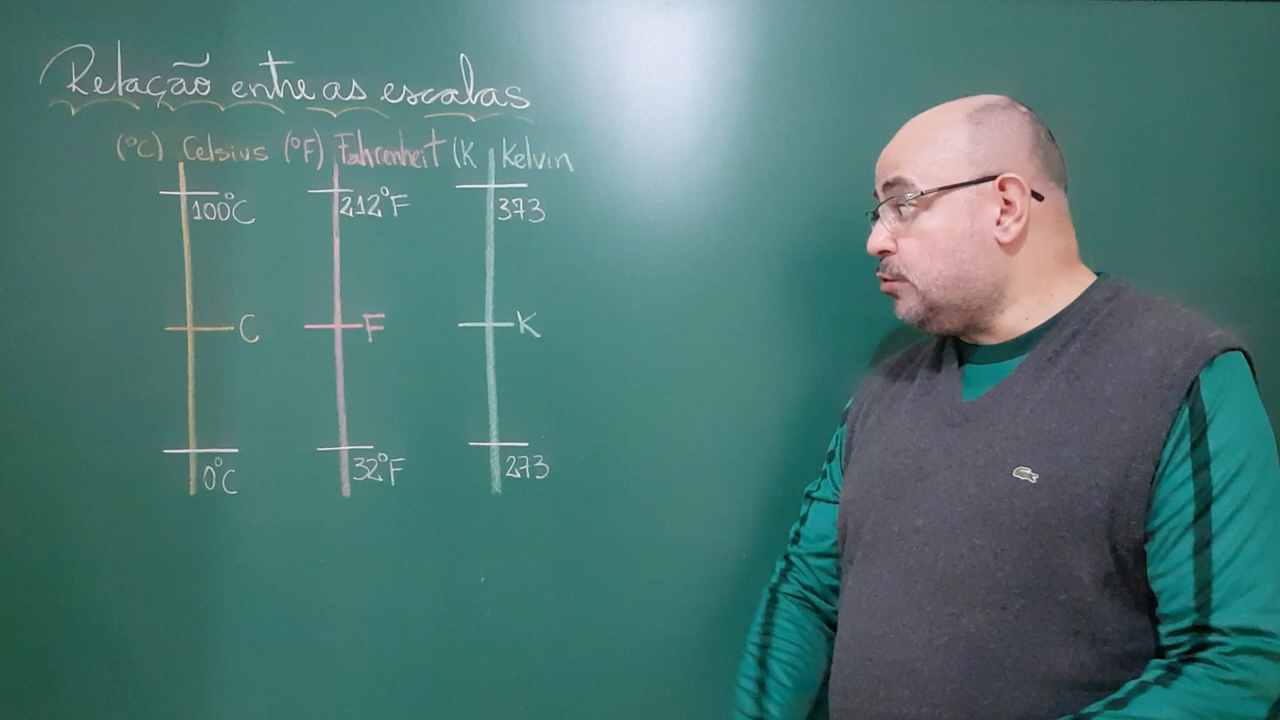 Relação entre as escalas
(°C) Celsius (°F) Fahrenheit (K Kelvin
100°C 212°F 373
C F K
0°C 32°F 273